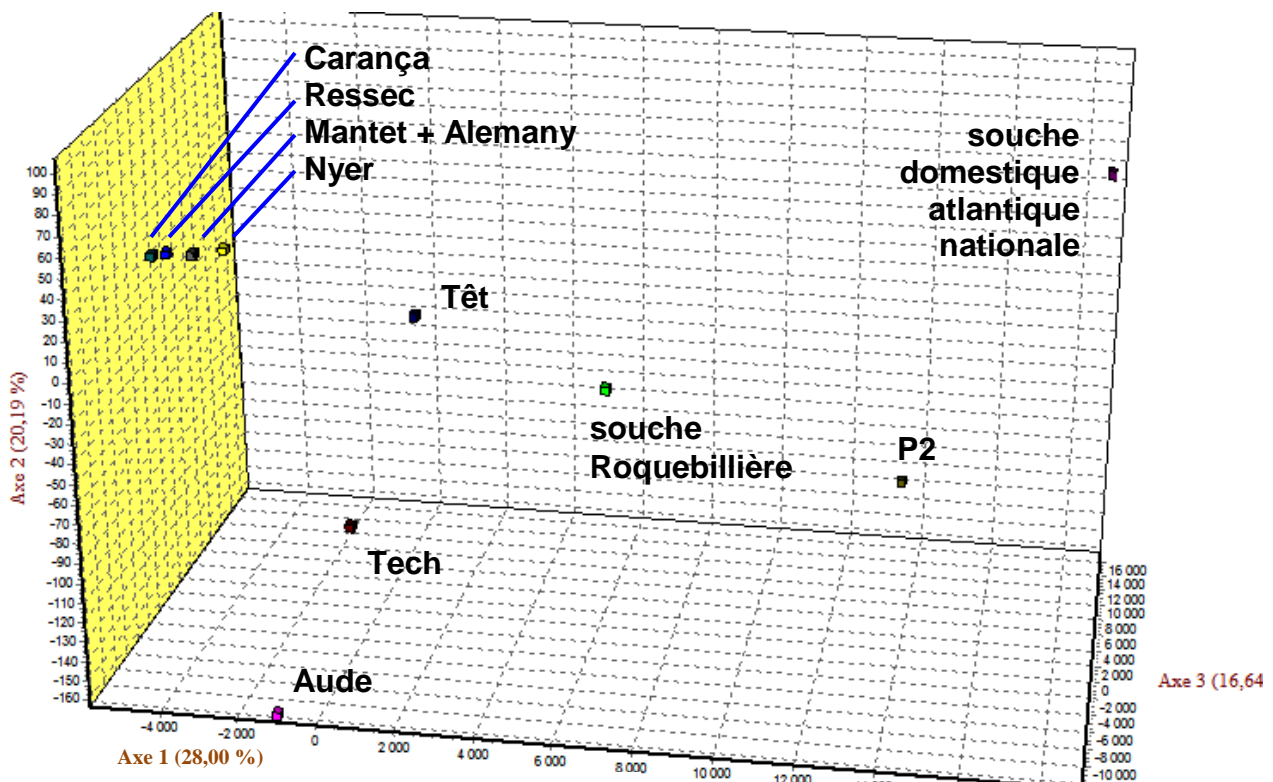 Carança
Ressec
Mantet + Alemany
Nyer
souche
domestique
atlantique
nationale
Têt
souche
Roquebillière
P2
Tech
Aude
100
90
80
70
60
50
40
30
20
10
0
-10
-20
-30
-40
-50
-60
-70
-80
-90
-100
-110
-120
-130
-140
-150
-160
Axe 2 (20,19 %)
-4 000
-2 000
0
2 000
4 000
6 000
8 000
10 000
12 000
Axe 1 (28,00 %)
16 000
14 000
12 000
10 000
8 000
6 000
4 000
2 000
0
-2 000
-4 000
-6 000
-8 000
-10 000
Axe 3 (16,64